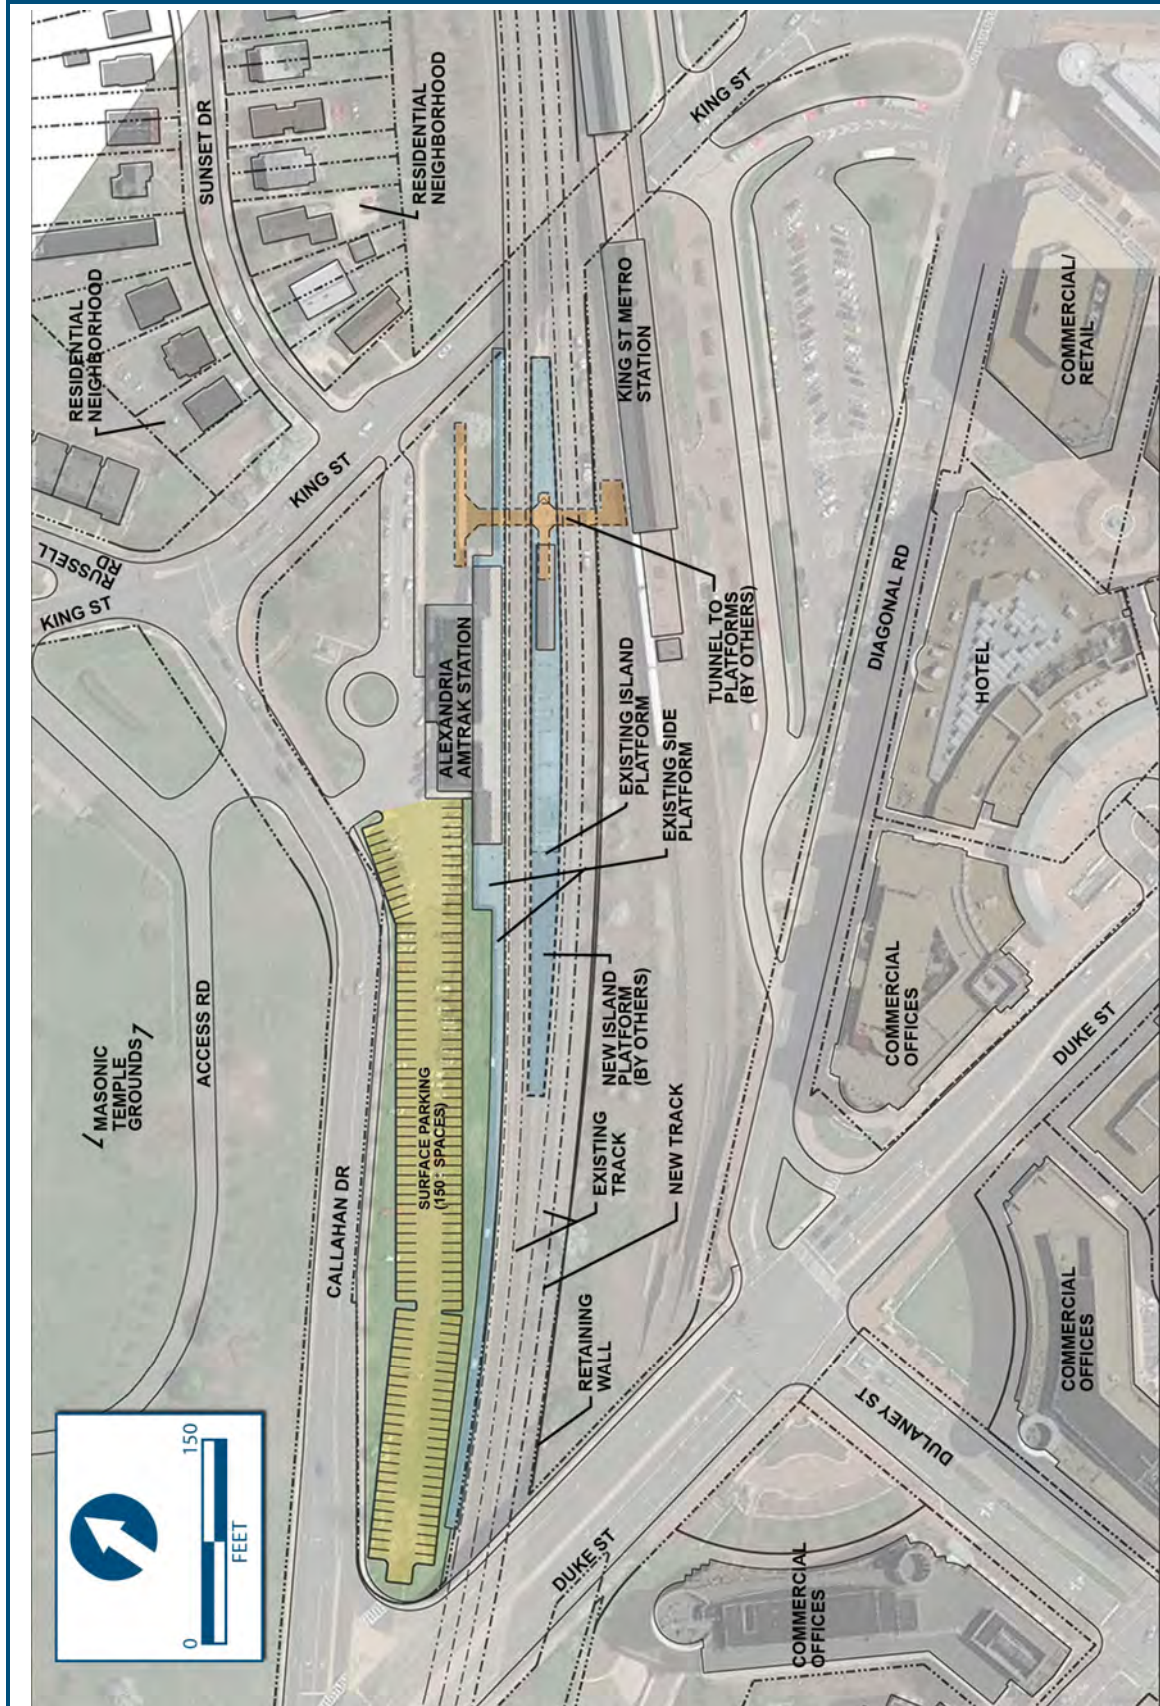 SUNSET DR
RESIDENTIAL
NEIGHBORHOOD
RESIDENTIAL
NEIGHBORHOOD
KING ST
KING ST
RUSSELL
RD
KING ST
KING ST METRO
STATION
COMMERCIAL/
RETAIL
ALEXANDRIA
AMTRAK STATION
TUNNEL TO
PLATFORMS
(BY OTHERS)
DIAGONAL RD
HOTEL
EXISTING ISLAND
PLATFORM
EXISTING SIDE
PLATFORM
NEW ISLAND
PLATFORM
(BY OTHERS)
COMMERCIAL
OFFICES
DUKE ST
MASONIC
TEMPLE
GROUNDS
ACCESS RD
CALLAHAN DR
SURFACE PARKING
(150 SPACES)
EXISTING
TRACK
NEW TRACK
RETAINING
WALL
COMMERCIAL
OFFICES
DULANEY ST
DUKE ST
COMMERCIAL
OFFICES
0
150
FEET